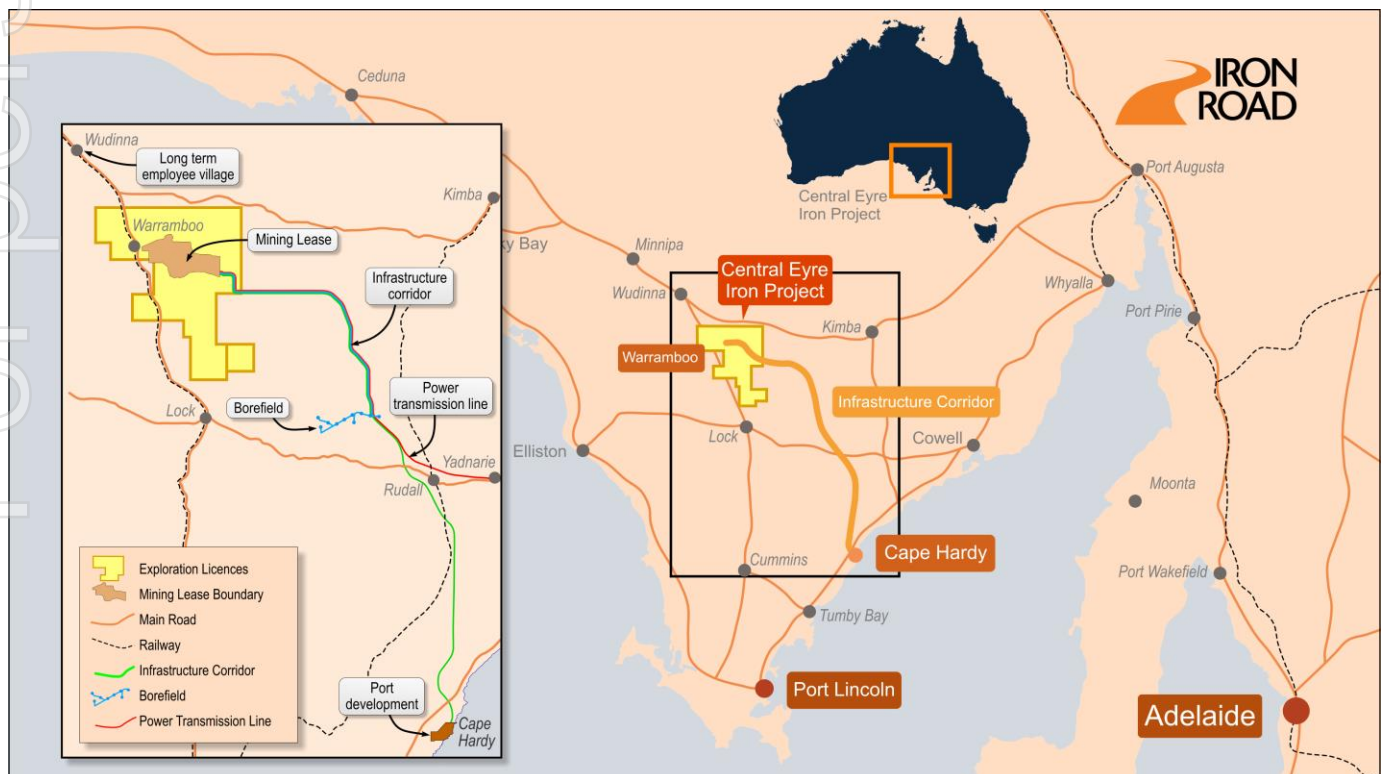 IRON
ROAD
Ceduna
Port Augusta
Central Eyre
Iron Project
ky Bay
Minnipa
Wudinna
Central Eyre
Iron Project
Kimba
Whyalla
Port Pirie
Warramboo
Infrastructure Corridor
Lock
Cowell
Elliston
Moonta
Cape Hardy
Cummins
Port Wakefield
Tumby Bay
Port Lincoln
Adelaide
Wudinna
Long term
employee village
Kimba
Warramboo
Mining Lease
Infrastructure
corridor
Power
transmission line
Borefield
Lock
Yadnarie
Rudall
Port
development
Cape
Hardy
Exploration Licences
Mining Lease Boundary
Main Road
Railway
Infrastructure Corridor
Borefield
Power Transmission Line